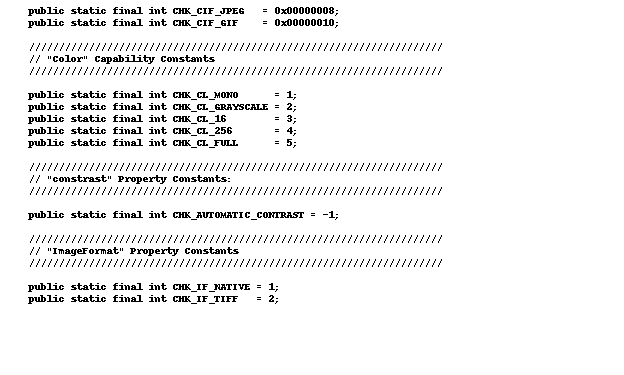 public static final int CHK_CIF_JPEG   = 0x00000008;
public static final int CHK_CIF_GIF    = 0x00000010;
/////////////////////////////////////////////////////////////////////
// "Color" Capability Constants
/////////////////////////////////////////////////////////////////////
public static final int CHK_CL_MONO      = 1;
public static final int CHK_CL_GRAYSCALE = 2;
public static final int CHK_CL_16        = 3;
public static final int CHK_CL_256       = 4;
public static final int CHK_CL_FULL      = 5;
/////////////////////////////////////////////////////////////////////
// "constrast" Property Constants:
/////////////////////////////////////////////////////////////////////
public static final int CHK_AUTOMATIC_CONTRAST = -1;
/////////////////////////////////////////////////////////////////////
// "ImageFormat" Property Constants
/////////////////////////////////////////////////////////////////////
public static final int CHK_IF_NATIVE = 1;
public static final int CHK_IF_TIFF   = 2;